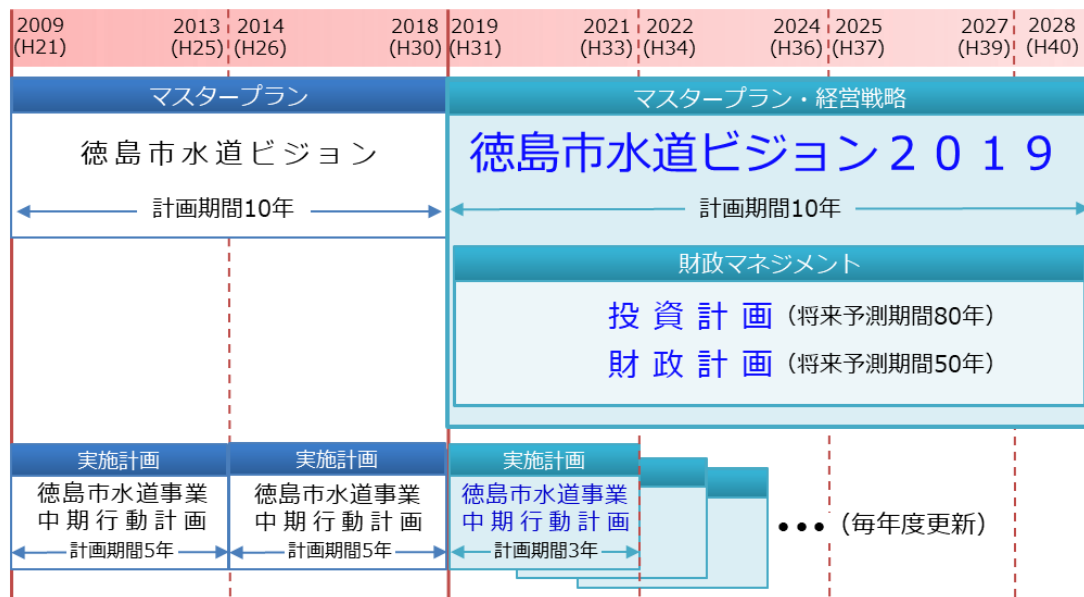 2009 2013 2014 2018 2019 2021 2022 2024 2025 2027 2028
(H21) (H25) (H26) (H30) (H31) (H33) (H34) (H36) (H37) (H39) (H40)
マスタープラン
徳島市水道ビジョン
計画期間10年
マスタープラン・経営戦略
徳島市水道ビジョン２０１９
計画期間10年
財政マネジメント
投資計画(将来予測期間80年)
財政計画(将来予測期間50年)
実施計画
徳島市水道事業
中期行動計画
計画期間5年
実施計画
徳島市水道事業
中期行動計画
計画期間5年
実施計画
徳島市水道事業
中期行動計画
計画期間3年
•••(毎年度更新)